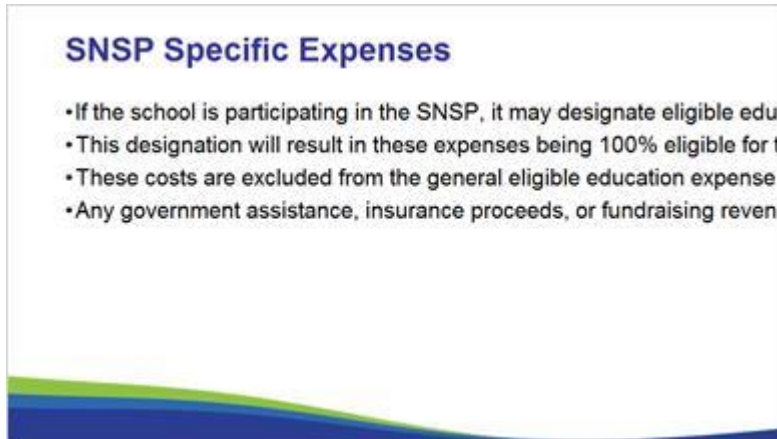 SNSP Specific Expenses
•If the school is participating in the SNSP, it may designate eligible
•This designation will result in these expenses being 100% eligible for
•These costs are excluded from the general eligible education expense
•Any government assistance, insurance proceeds, or fundraising